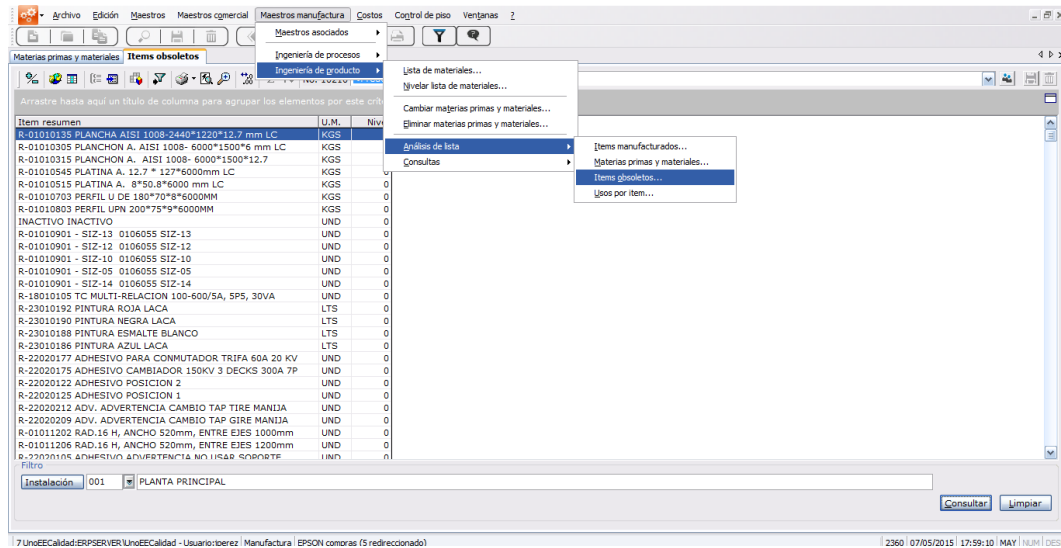 Archivo Edición Maestros Maestros comercial Maestros manufactura Costos Control de piso Ventanas ?
Maestros asociados
Materias primas y materiales Items obsoletos
Ingeniería de procesos
Ingeniería de producto
Lista de materiales...
Nivelar lista de materiales...
Arrastre hasta aquí un título de columna para agrupar los elementos por este
Cambiar materias primas y materiales...
Eliminar materias primas y materiales...
Item resumen U.M.
R-01010135 PLANCHA AISI 1008-2440*1220*12.7 mm LC KGS
Análisis de lista
Items manufacturados...
R-01010305 PLANCHON A. AISI 1008- 6000*1500*6 mm LC KGS
Consultas
R-01010315 PLANCHON A. AISI 1008- 6000*1500*12.7 KGS
Materias primas y materiales...
R-01010545 PLATINA A. 12.7 * 127*6000mm LC KGS
Items obsoletos...
R-01010515 PLATINA A. 8*50.8*6000 mm LC KGS 0
Usos por item...
R-01010703 PERFIL U DE 180*70*8*6000MM KGS 0
R-01010803 PERFIL UPN 200*75*9*6000MM KGS 0
INACTIVO INACTIVO UND 0
R-01010901 - SIZ-13 0106055 SIZ-13 UND 0
R-01010901 - SIZ-12 0106055 SIZ-12 UND 0
R-01010901 - SIZ-10 0106055 SIZ-10 UND 0
R-01010901 - SIZ-05 0106055 SIZ-05 UND 0
R-01010901 - SIZ-14 0106055 SIZ-14 UND 0
R-18010105 TC MULTI-RELACION 100-600/5A, 5P5, 30VA UND 0
R-23010192 PINTURA ROJA LACA LTS 0
R-23010190 PINTURA NEGRA LACA LTS 0
R-23010188 PINTURA ESMALTE BLANCO LTS 0
R-23010186 PINTURA AZUL LACA LTS 0
R-22020177 ADHESIVO PARA CONMUTADOR TRIFA 60A 20 KV UND 0
R-22020175 ADHESIVO CAMBIADOR 150KV 3 DECKS 300A 7P UND 0
R-22020122 ADHESIVO POSICION 2 UND 0
R-22020125 ADHESIVO POSICION 1 UND 0
R-22020212 ADV. ADVERTENCIA CAMBIO TAP TIRE MANIJA UND 0
R-22020209 ADV. ADVERTENCIA CAMBIO TAP GIRE MANIJA UND 0
R-01011202 RAD.16 H, ANCHO 520mm, ENTRE EJES 1000mm UND 0
R-01011206 RAD.16 H, ANCHO 520mm, ENTRE EJES 1200mm UND 0
R-22020105 ADHESIVO ADVERTENCIA NO USAR SOPORTE UND 0
Filtro
Instalación 001 PLANTA PRINCIPAL
Consultar Limpiar
7 UnoEECalidad:ERPSERVER\UnoEECalidad - Usuario:jperez Manufactura EPSON compras (5 redireccionado) 2360 07/05/2015 17:59:10 MAY NUM DES